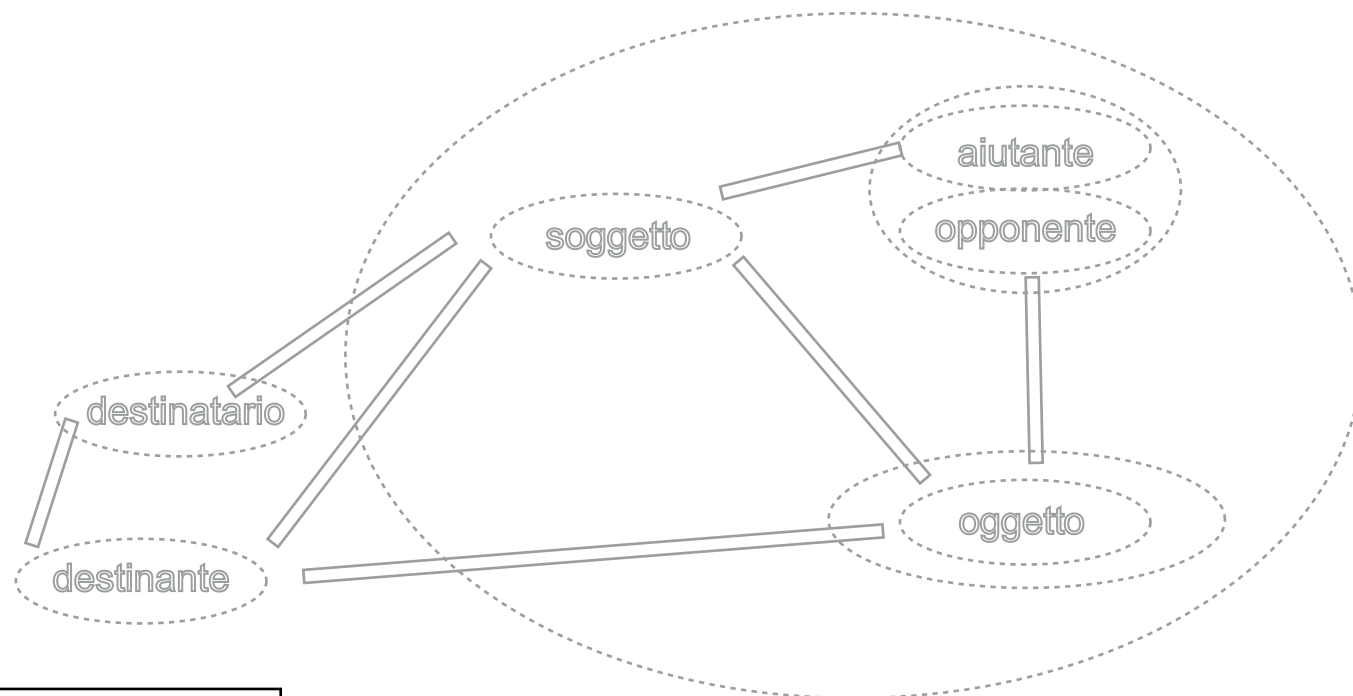 aiutante
opponente
soggetto
destinatario
oggetto
destinante